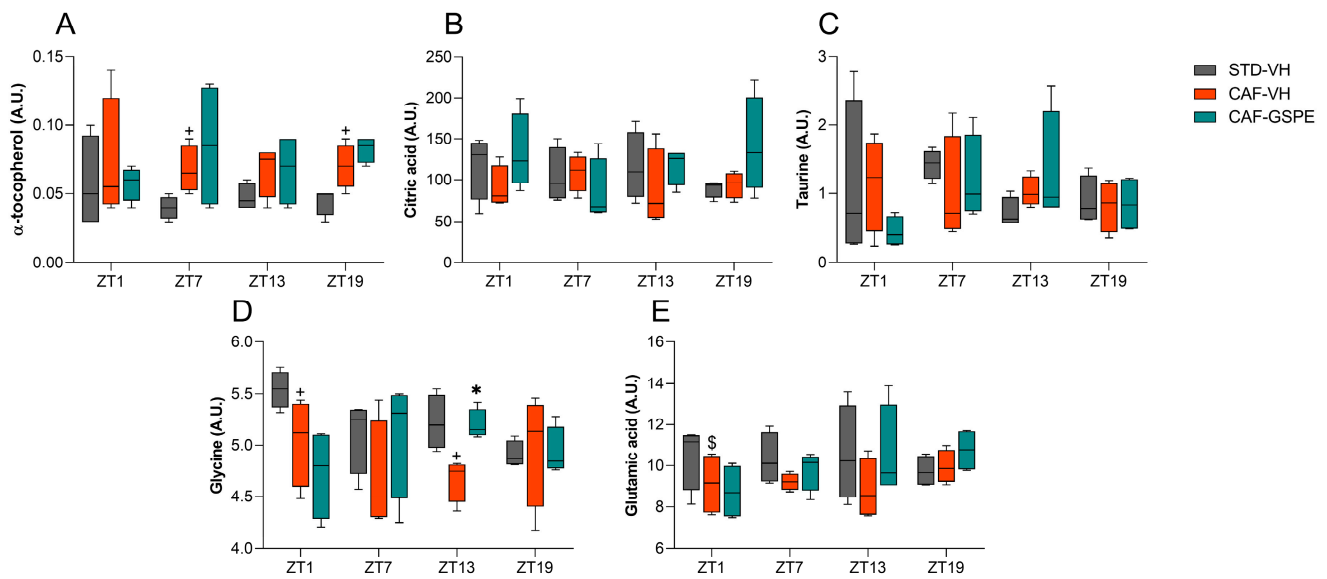 A
B
C
α-tocopherol (A.U.)
0.15
0.10
0.05
0.00
+
+
ZT1 ZT7 ZT13 ZT19
Citric acid (A.U.)
250
200
150
100
50
0
ZT1 ZT7 ZT13 ZT19
Taurine (A.U.)
3
2
1
0
ZT1 ZT7 ZT13 ZT19
STD-VH
CAF-VH
CAF-GSPE
D
E
Glycine (A.U.)
6.0
5.5
5.0
4.5
4.0
+
+
*
ZT1 ZT7 ZT13 ZT19
Glutamic acid (A.U.)
16
14
12
10
8
6
$
ZT1 ZT7 ZT13 ZT19